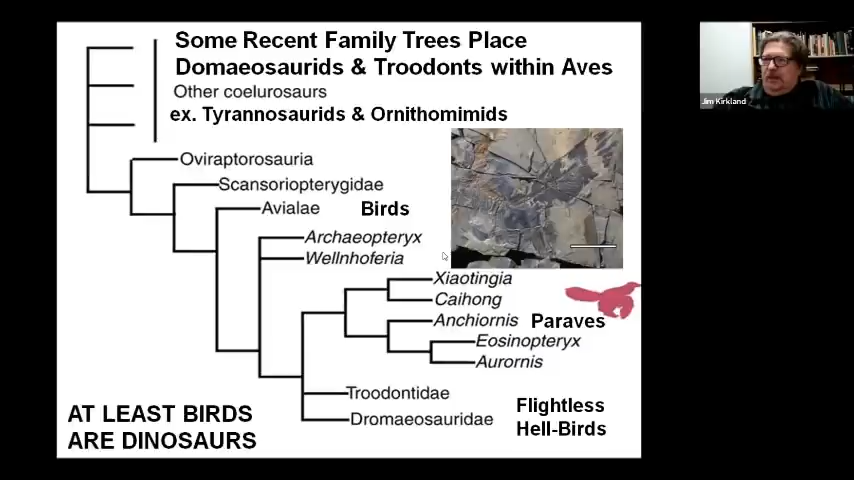 Some Recent Family Trees Place
Domaeosaurids & Troodonts within Aves
Other coelurosaurs
ex. Tyrannosaurids & Ornithomimids
Oviraptorosauria
Scansoriopterygidae
Avialae Birds
Archaeopteryx
Wellnhoferia
Xiaotingia
Caihong
Anchiornis Paraves
Eosinopteryx
Aurornis
Troodontidae
Dromaeosauridae
Flightless
Hell-Birds
AT LEAST BIRDS
ARE DINOSAURS
Jim Kirkland